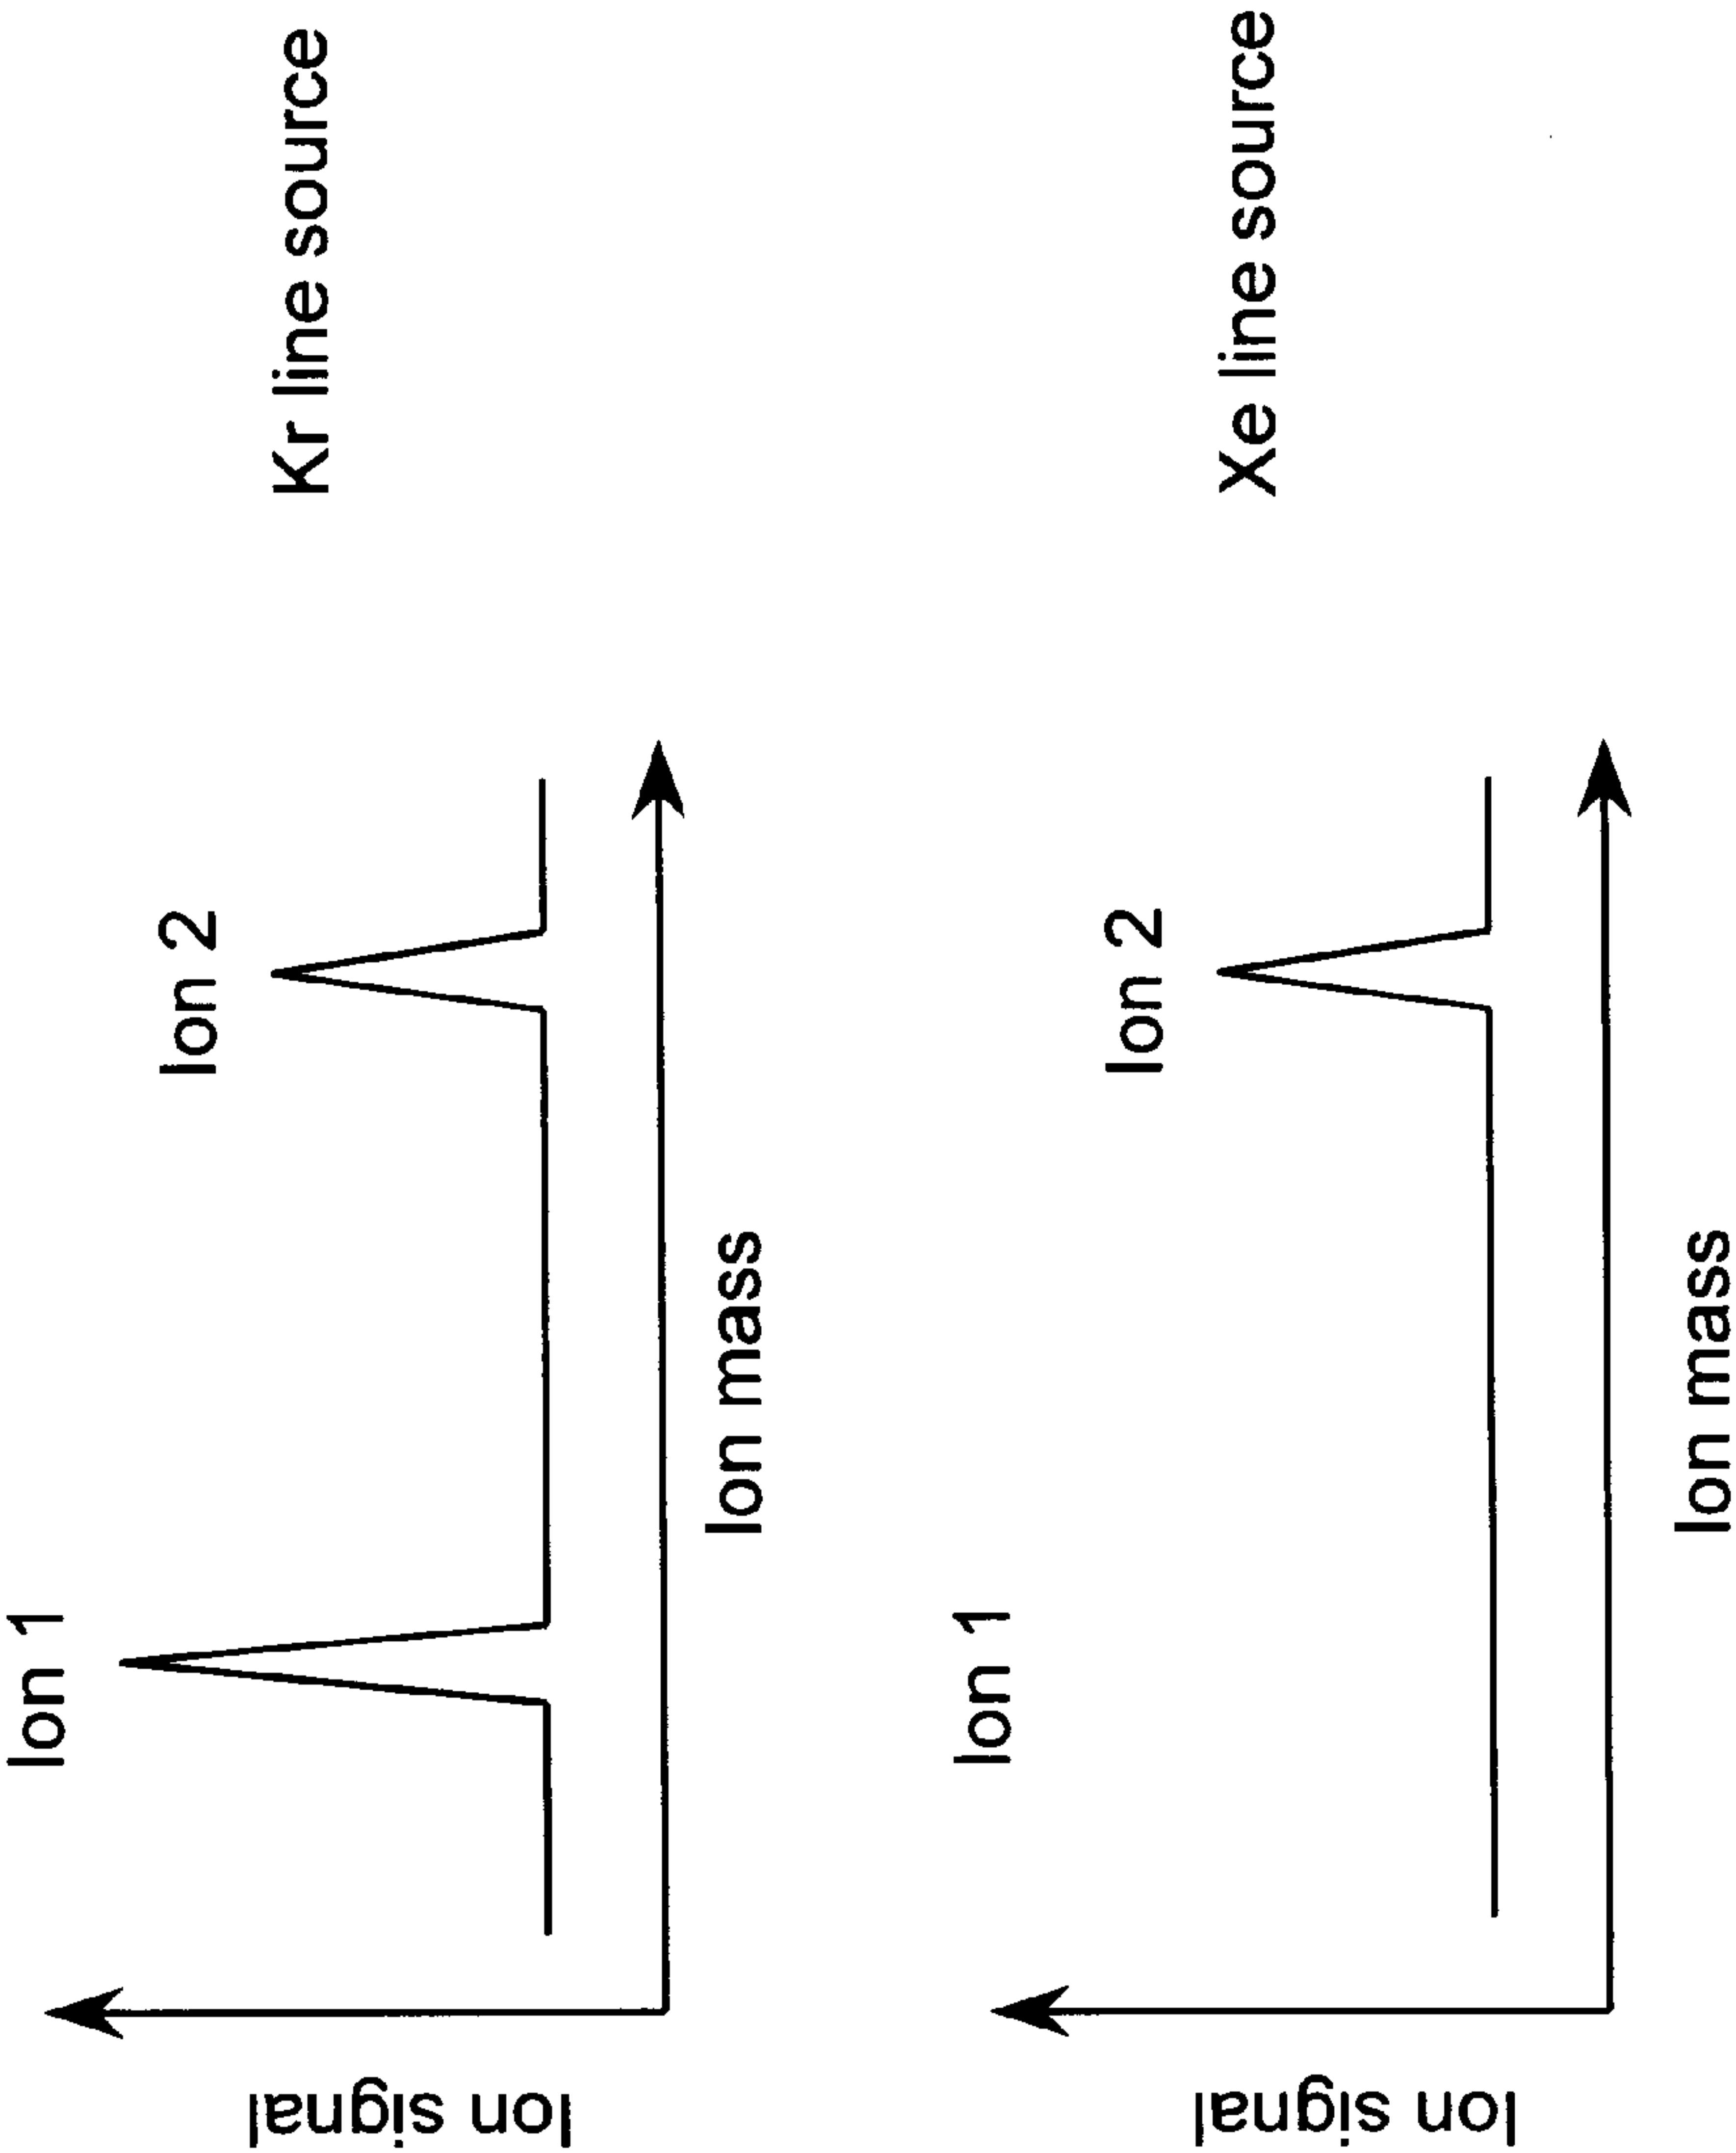 Ion signal
Ion 1
Ion 2
Ion mass
Kr line source
Ion signal
Ion 1
Ion 2
Ion mass
Xe line source